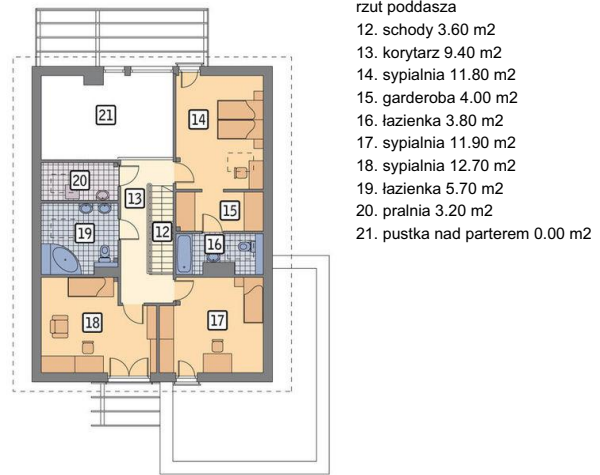 rzut poddasza
12. schody 3.60 m2
13. korytarz 9.40 m2
14. sypialnia 11.80 m2
15. garderoba 4.00 m2
16. łazienka 3.80 m2
17. sypialnia 11.90 m2
18. sypialnia 12.70 m2
19. łazienka 5.70 m2
20. pralnia 3.20 m2
21. pustka nad parterem 0.00 m2
21
14
20
13
15
19
12
16
18
17